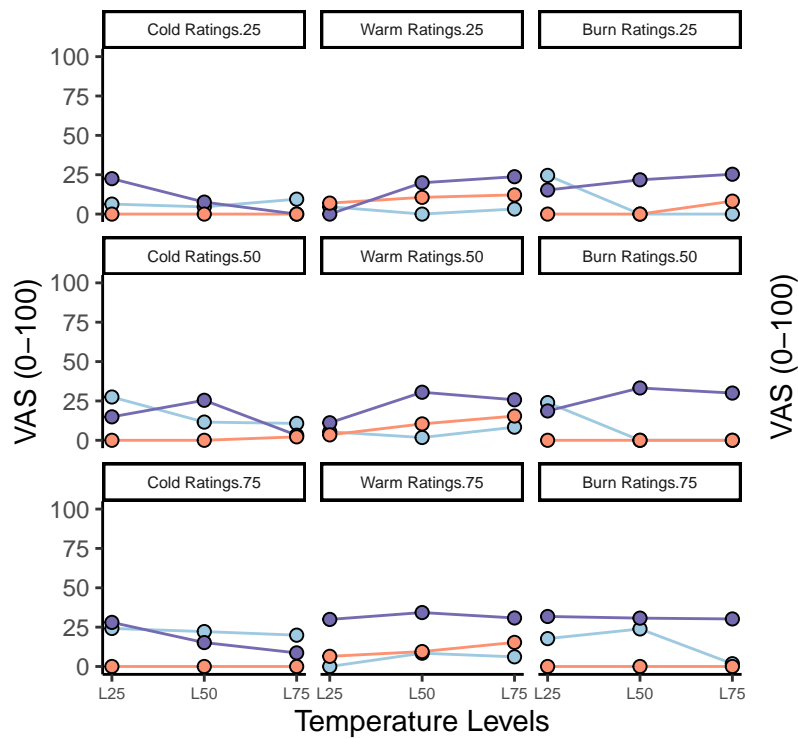 Cold Ratings.25 Warm Ratings.25 Burn Ratings.25
100
75
50
25
0
Cold Ratings.50 Warm Ratings.50 Burn Ratings.50
100
75
50
25
0
VAS (0−100)
VAS (0−100)
Cold Ratings.75 Warm Ratings.75 Burn Ratings.75
100
75
50
25
0
L25 L50 L75 L25 L50 L75 L25 L50 L75
Temperature Levels